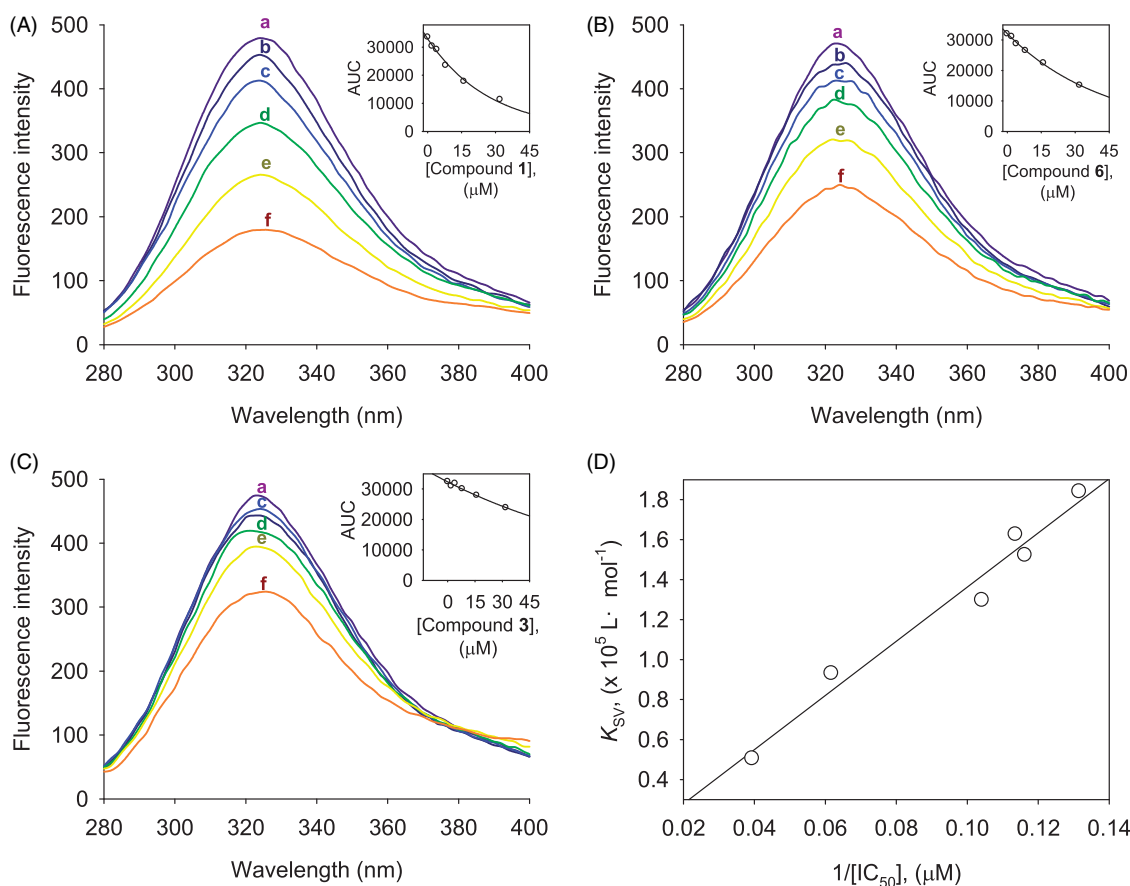 (A)
500
400
300
200
100
0
Fluorescence intensity
280 300 320 340 360 380 400
Wavelength (nm)
a
b
c
d
e
f
30000
20000
10000
0
AUC
0 15 30 45
[Compound 1],
(μM)
(B)
500
400
300
200
100
0
Fluorescence intensity
280 300 320 340 360 380 400
Wavelength (nm)
a
b
c
d
e
f
30000
20000
10000
0
AUC
0 15 30 45
[Compound 6],
(μM)
(C)
500
400
300
200
100
0
Fluorescence intensity
280 300 320 340 360 380 400
Wavelength (nm)
a
c
d
e
f
30000
20000
10000
0
AUC
0 15 30 45
[Compound 3],
(μM)
(D)
1.8
1.6
1.4
1.2
1.0
0.8
0.6
0.4
K_SV, (x 10⁵ L· mol⁻¹)
0.02 0.04 0.06 0.08 0.10 0.12 0.14
1/[IC₅₀], (μM)